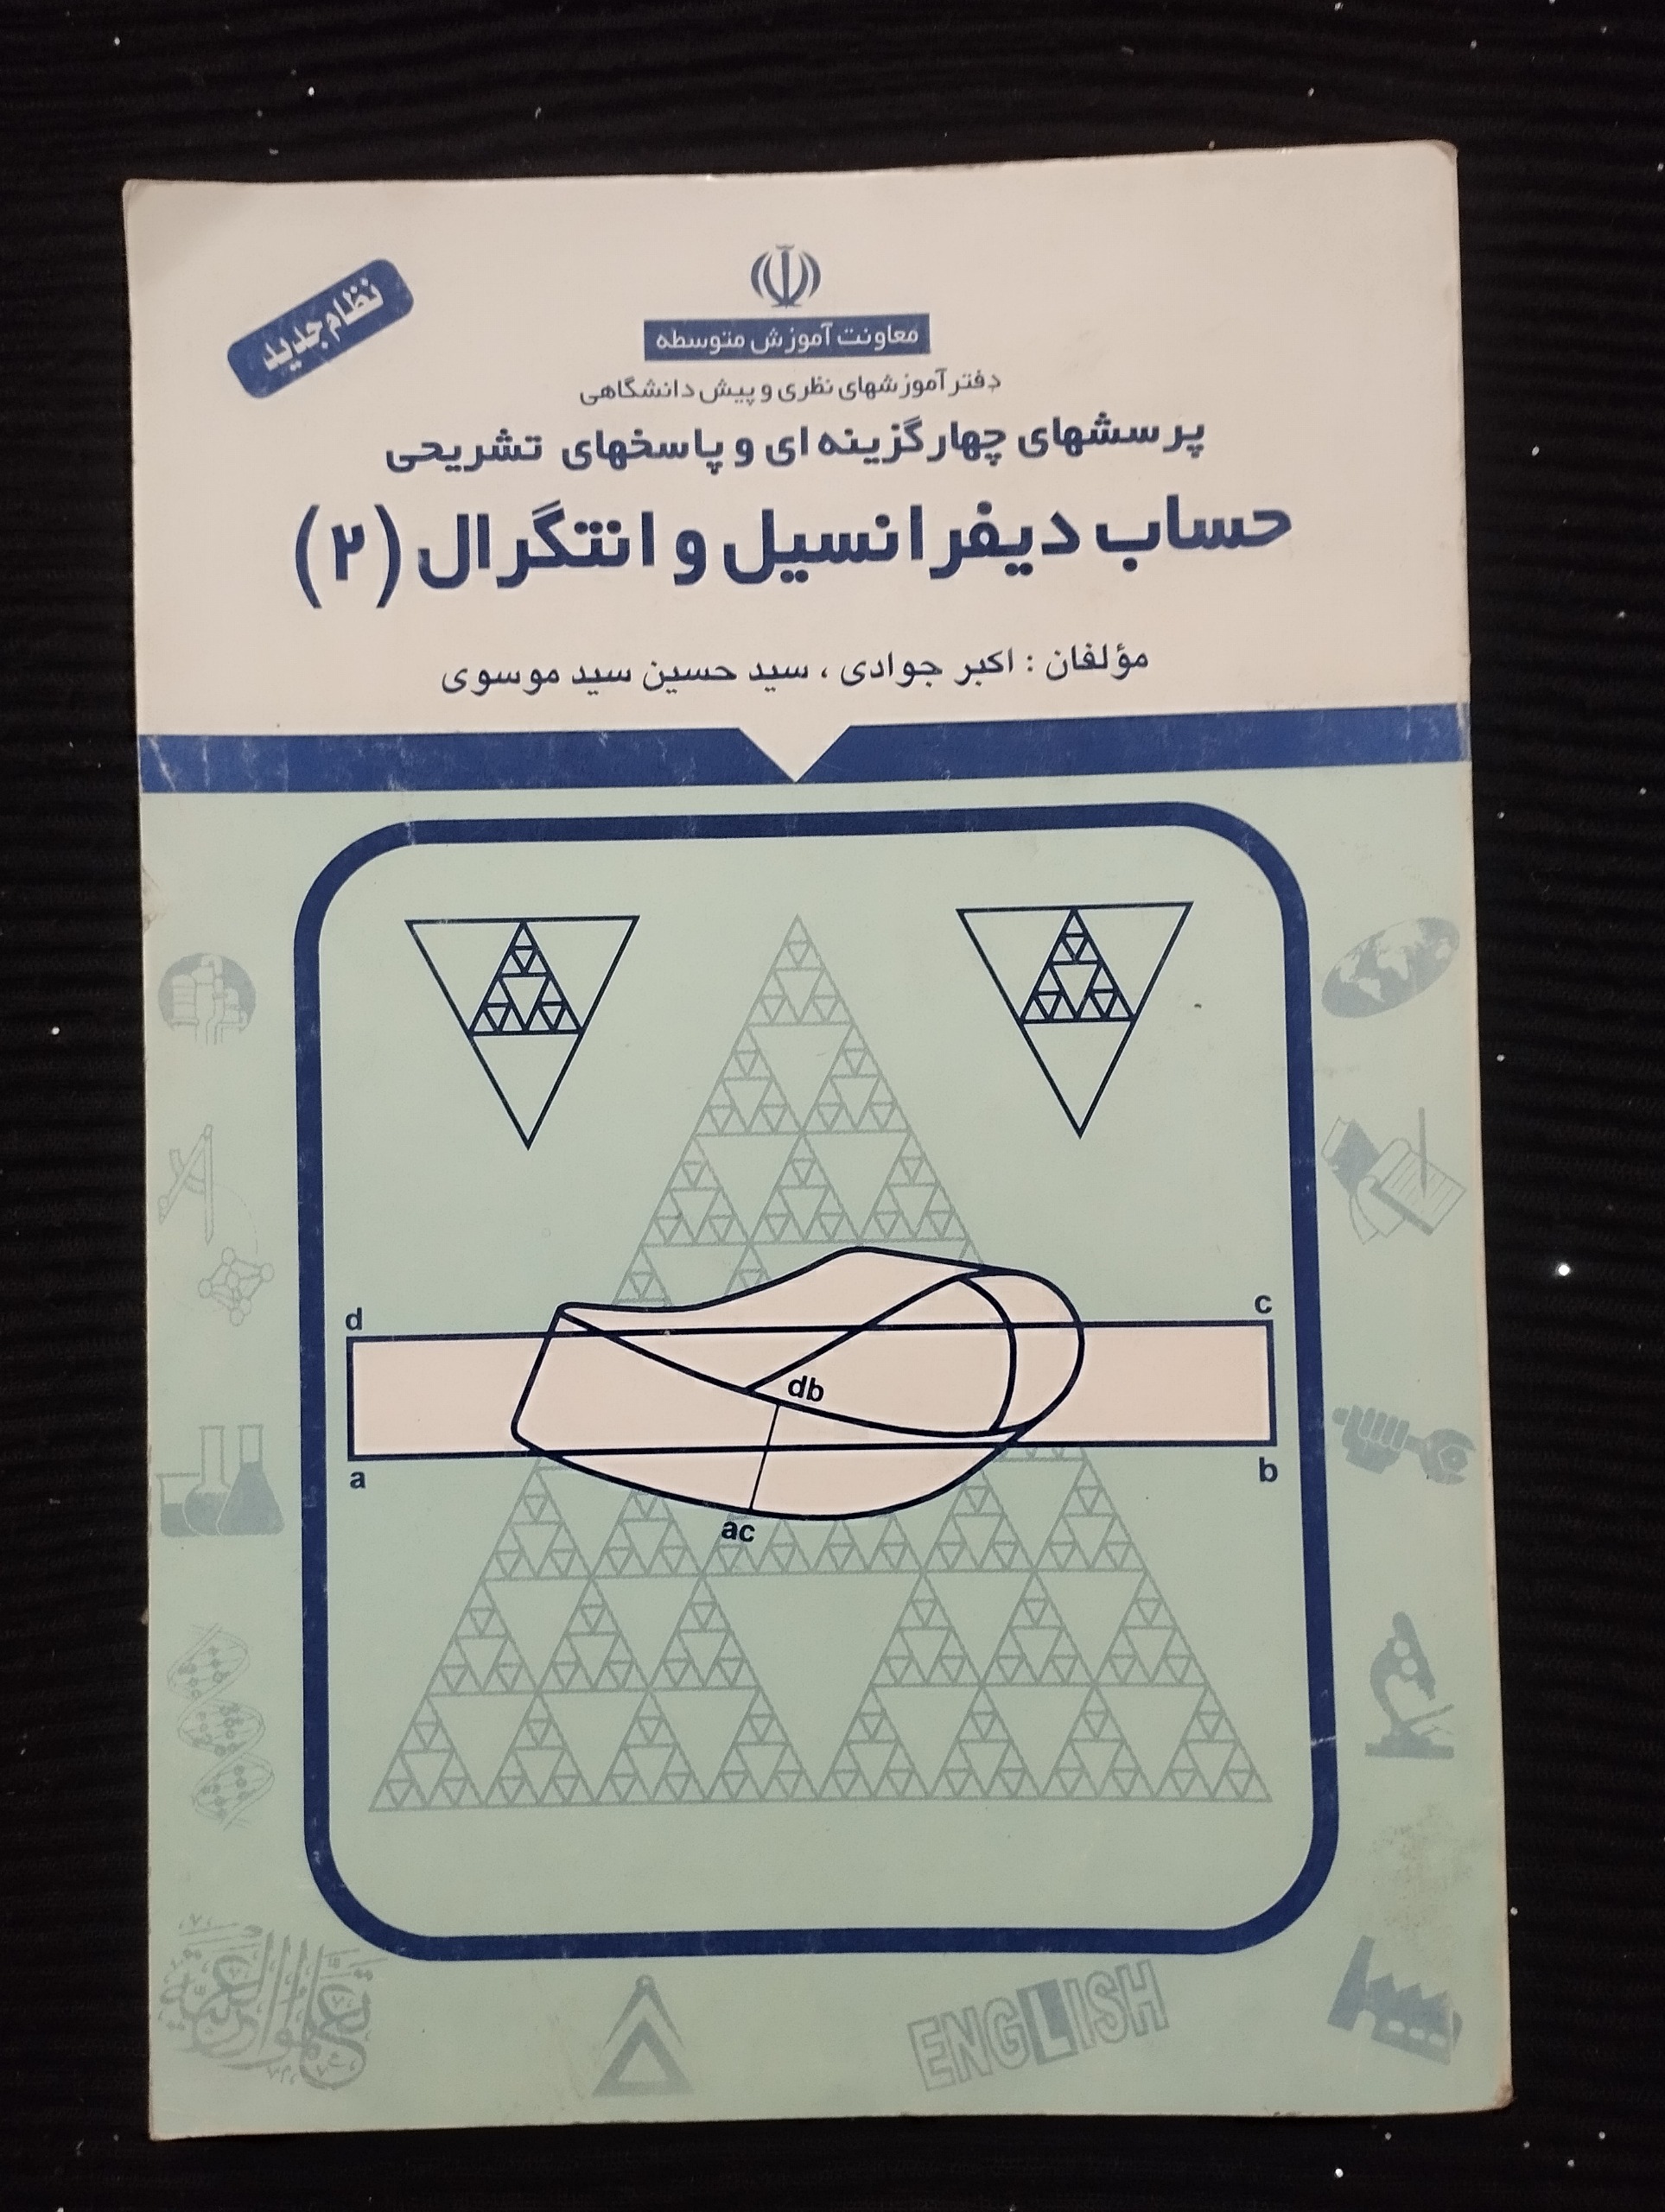 نظام جدید
معاونت آموزش متوسطه
دفتر آموزشهای نظری و پیش دانشگاهی
پرسشهای چهارگزینه ای و پاسخهای تشریحی
حساب دیفرانسیل و انتگرال (۲)
مؤلفان : اکبر جوادی ، سید حسین سید موسوی
d
c
db
a
b
ac
ENGLISH